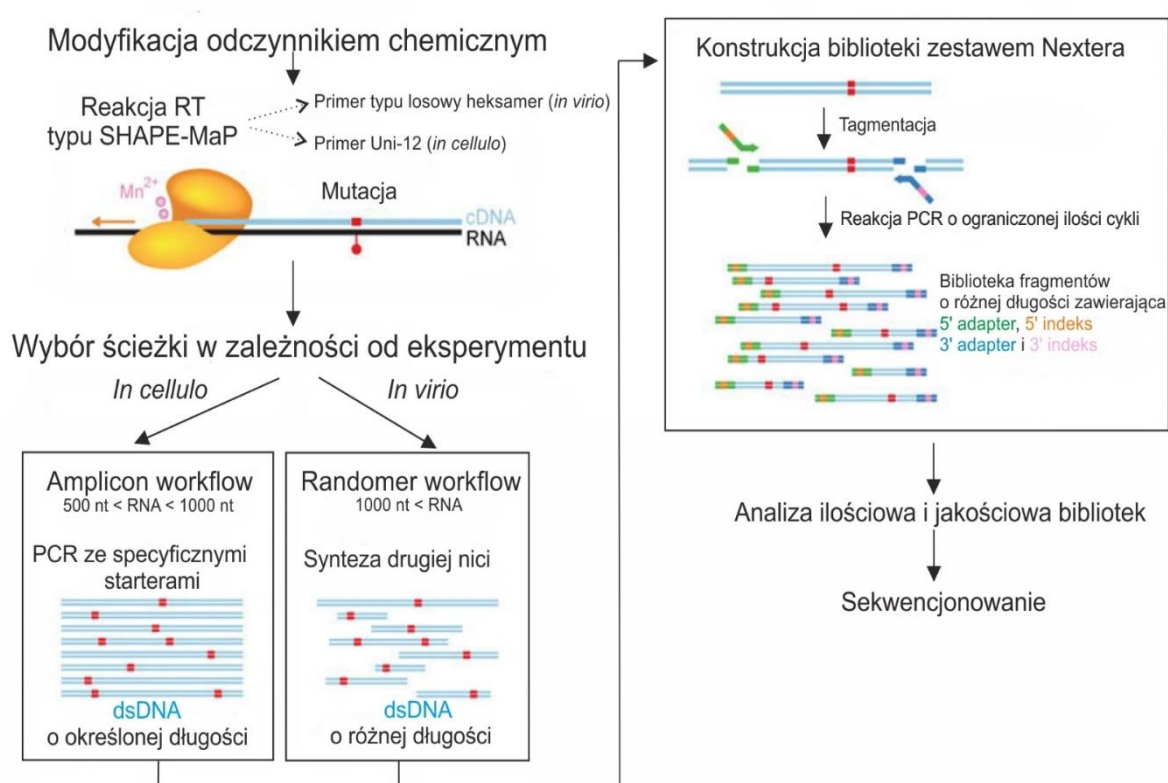 Modyfikacja odczynnikiem chemicznym
Reakcja RT
typu SHAPE-MaP
Primer typu losowy heksamer (in virio)
Primer Uni-12 (in cellulo)
Mn2+
Mutacja
cDNA
RNA
Wybór ścieżki w zależności od eksperymentu
In cellulo
In virio
Amplicon workflow
500 nt < RNA < 1000 nt
PCR ze specyficznymi
starterami
dsDNA
o określonej długości
Randomer workflow
1000 nt < RNA
Synteza drugiej nici
dsDNA
o różnej długości
Konstrukcja biblioteki zestawem Nextera
Tagmentacja
Reakcja PCR o ograniczonej ilości cykli
Biblioteka fragmentów
o różnej długości zawierająca
5' adapter, 5' indeks
3' adapter i 3' indeks
Analiza ilościowa i jakościowa bibliotek
Sekwencjonowanie